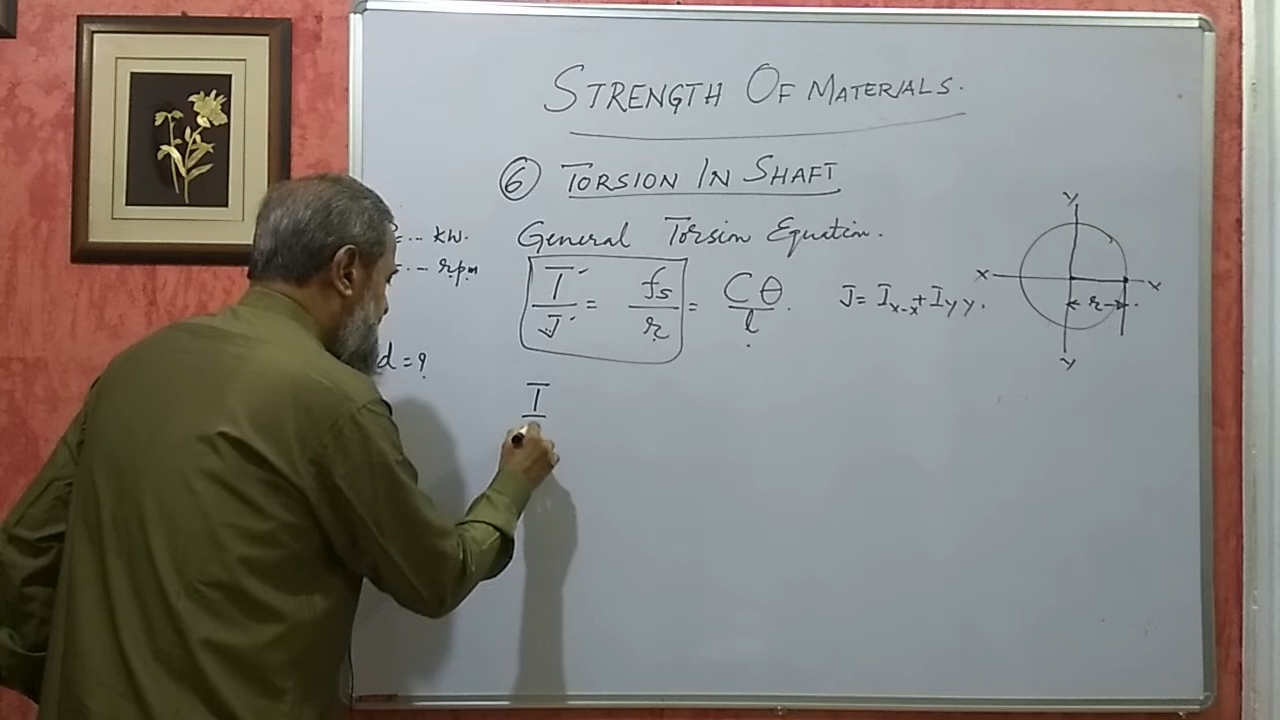 STRENGTH OF MATERIALS.
⑥ TORSION IN SHAFT
= -- kw.
-- rpm
d = ?
General Torsion Equation.
T/J = fs/r = Cθ/l.
J = Ix-x + Iyy.
T
y
x x
r
y